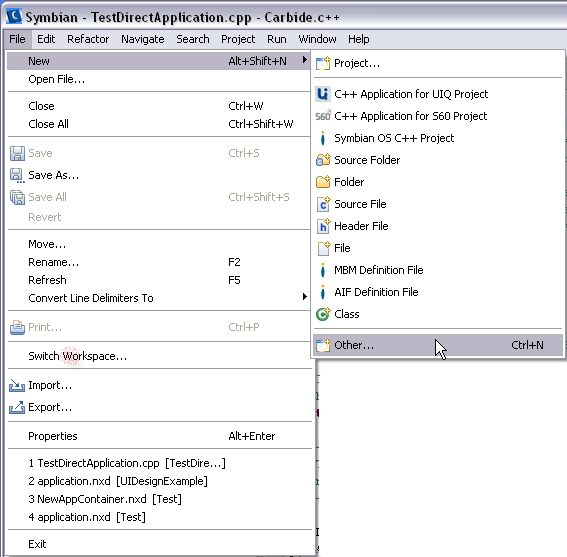 Symbian - TestDirectApplication.cpp - Carbide.c++
File Edit Refactor Navigate Search Project Run Window Help
New Alt+Shift+N
Open File...
Close Ctrl+W
Close All Ctrl+Shift+W
Save Ctrl+S
Save As...
Save All Ctrl+Shift+S
Revert
Move...
Rename... F2
Refresh F5
Convert Line Delimiters To
Print... Ctrl+P
Switch Workspace...
Import...
Export...
Properties Alt+Enter
1 TestDirectApplication.cpp [TestDire...]
2 application.nxd [UIDesignExample]
3 NewAppContainer.nxd [Test]
4 application.nxd [Test]
Exit
Project...
C++ Application for UIQ Project
S60 C++ Application for S60 Project
Symbian OS C++ Project
Source Folder
Folder
Source File
Header File
File
MBM Definition File
AIF Definition File
Class
Other... Ctrl+N